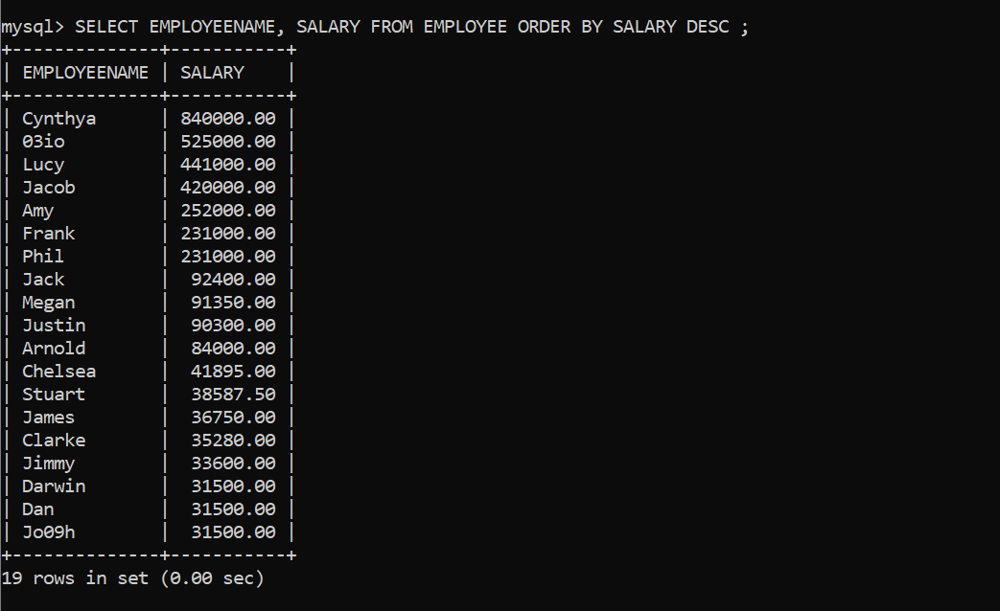 mysql> SELECT EMPLOYEENAME, SALARY FROM EMPLOYEE ORDER BY SALARY DESC ;
+--------------+-----------+
| EMPLOYEENAME | SALARY    |
+--------------+-----------+
| Cynthya      | 840000.00 |
| 03io         | 525000.00 |
| Lucy         | 441000.00 |
| Jacob        | 420000.00 |
| Amy          | 252000.00 |
| Frank        | 231000.00 |
| Phil         | 231000.00 |
| Jack         |  92400.00 |
| Megan        |  91350.00 |
| Justin       |  90300.00 |
| Arnold       |  84000.00 |
| Chelsea      |  41895.00 |
| Stuart       |  38587.50 |
| James        |  36750.00 |
| Clarke       |  35280.00 |
| Jimmy        |  33600.00 |
| Darwin       |  31500.00 |
| Dan          |  31500.00 |
| Jo09h        |  31500.00 |
+--------------+-----------+
19 rows in set (0.00 sec)